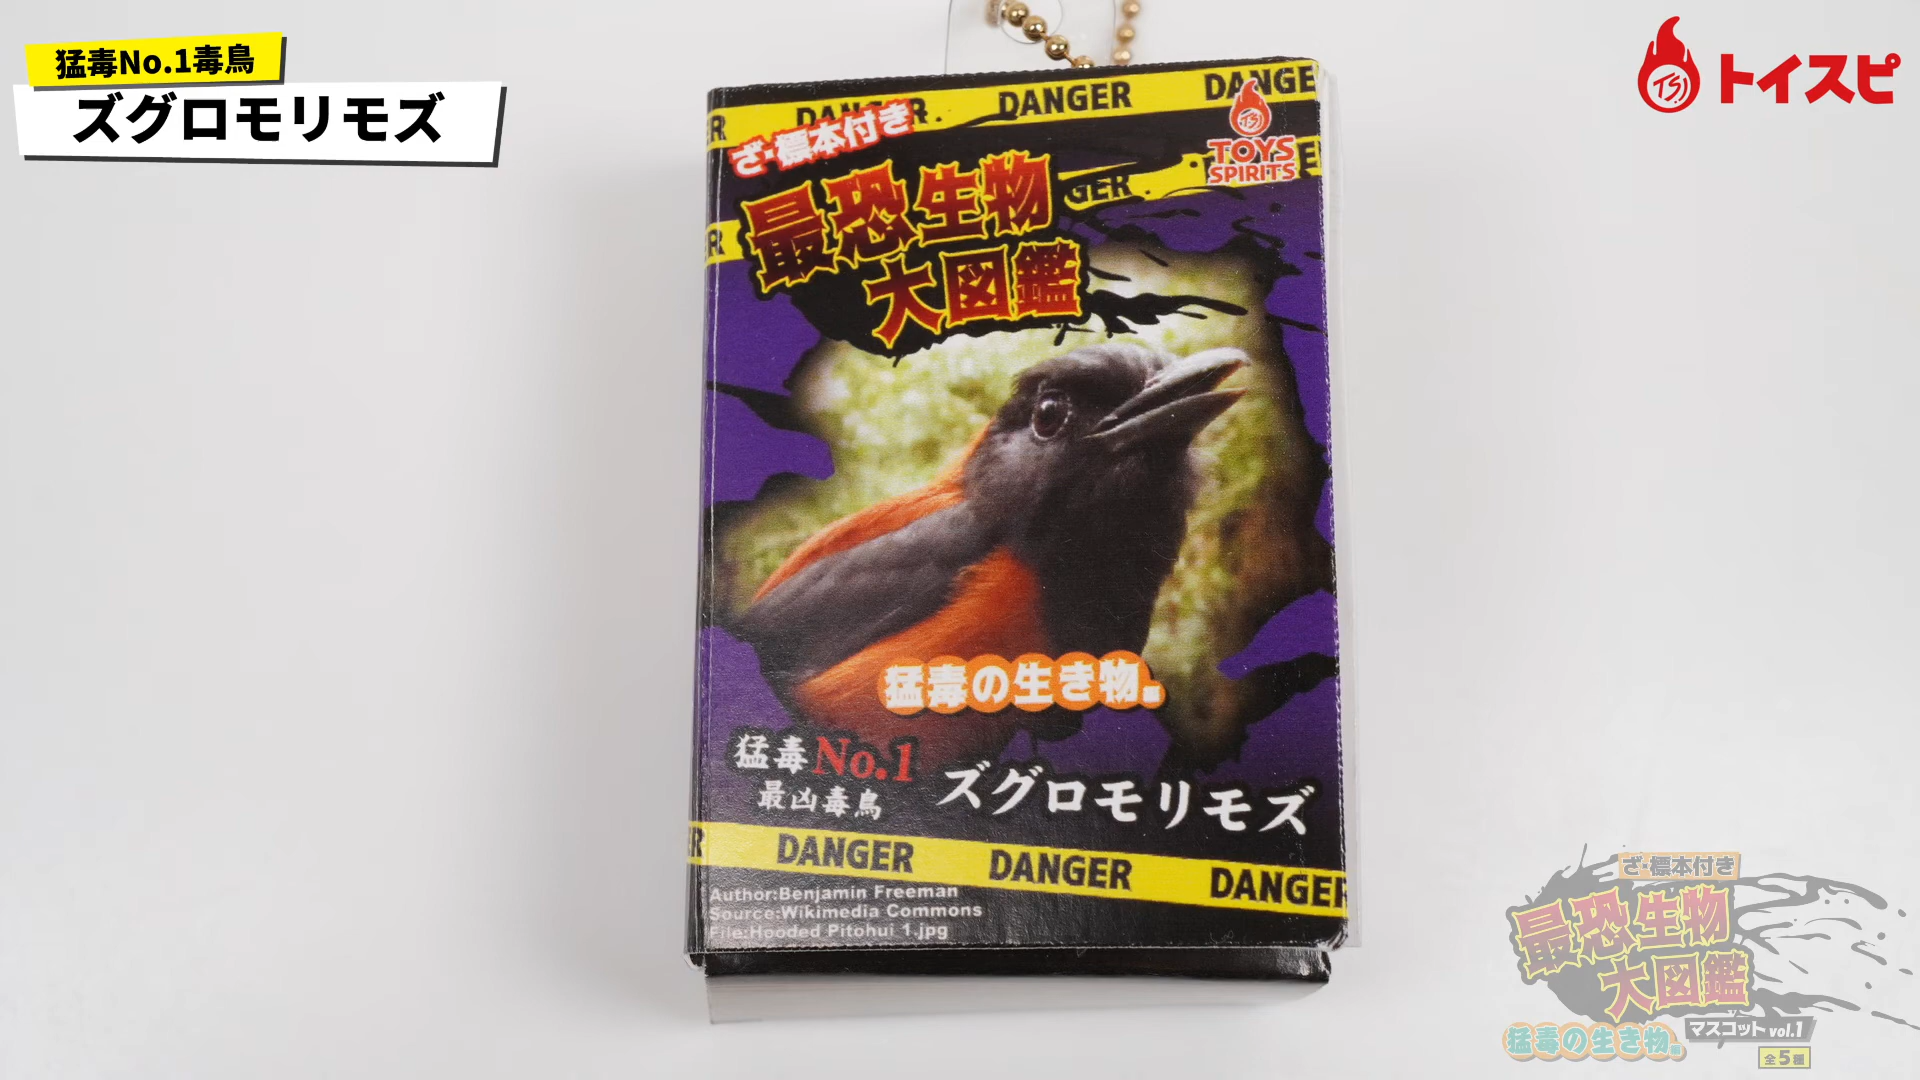 猛毒No.1毒鳥
ズグロモリモズ
トイスピ
DANGER
DANGER
TOYS
SPIRITS
ざ・標本付き
最恐生物
大図鑑
猛毒の生き物編
猛毒No.1
最凶毒鳥
ズグロモリモズ
DANGER
DANGER
DANGER
Author:Benjamin Freeman
Source:Wikimedia Commons
File:Hooded Pitohui 1.jpg
ざ・標本付き
最恐生物
大図鑑
猛毒の生き物編
マスコット vol.1
全5種